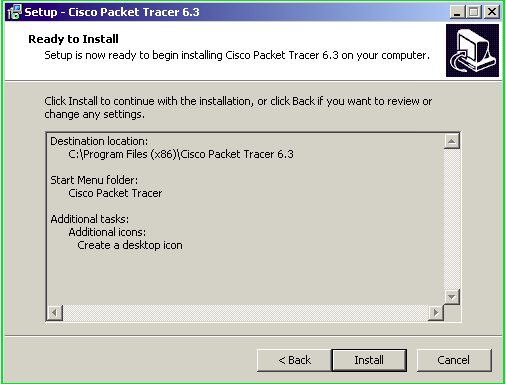 Setup - Cisco Packet Tracer 6.3
Ready to Install
Setup is now ready to begin installing Cisco Packet Tracer 6.3 on your computer.
Click Install to continue with the installation, or click Back if you want to review or
change any settings.
Destination location:
C:\Program Files (x86)\Cisco Packet Tracer 6.3
Start Menu folder:
Cisco Packet Tracer
Additional tasks:
Additional icons:
Create a desktop icon
< Back
Install
Cancel